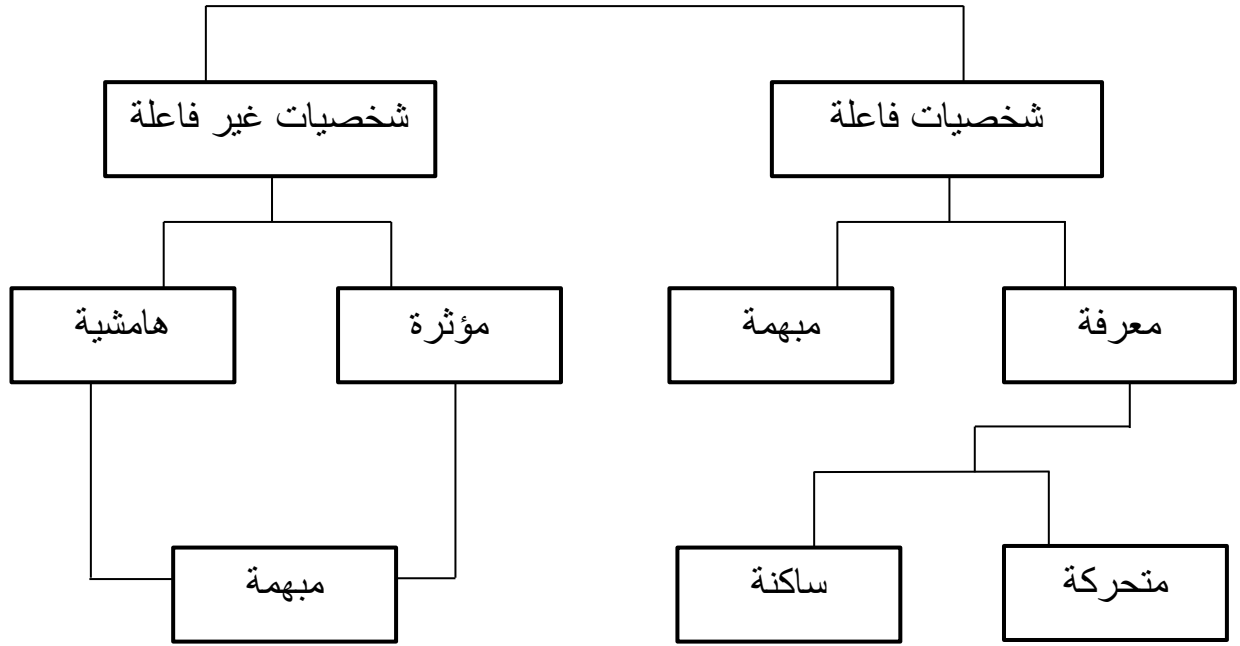 شخصيات فاعلة
شخصيات غير فاعلة
معرفة
مبهمة
مؤثرة
هامشية
متحركة
ساكنة
مبهمة